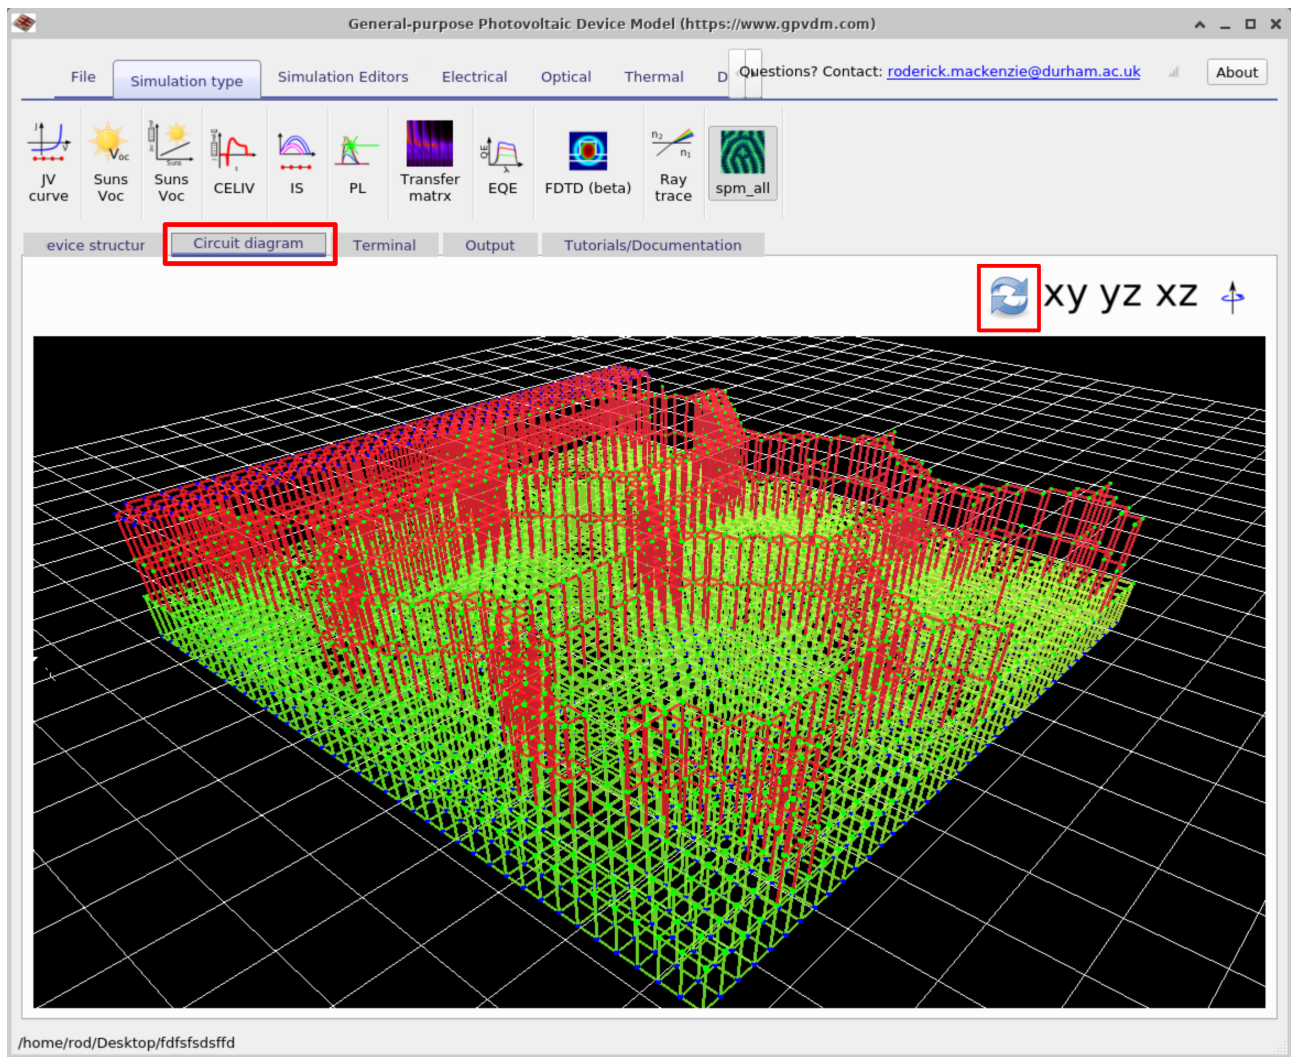 General-purpose Photovoltaic Device Model (https://www.gpvdm.com)
File Simulation type Simulation Editors Electrical Optical Thermal D Questions? Contact: roderick.mackenzie@durham.ac.uk About
JV curve
Suns Voc
Suns Voc
CELIV
IS
PL
Transfer matrx
EQE
FDTD (beta)
Ray trace
spm_all
evice structur Circuit diagram Terminal Output Tutorials/Documentation
xy yz xz
/home/rod/Desktop/fdfsfsdsffd